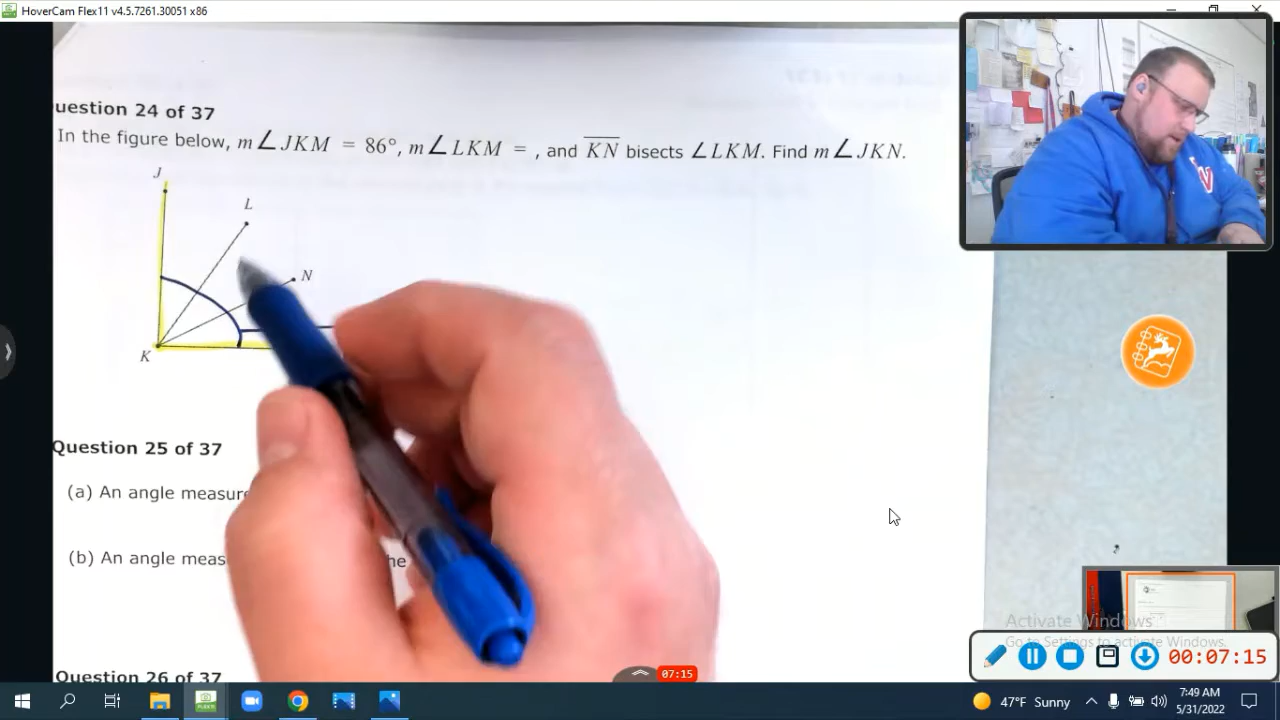 HoverCam Flex11 v4.5.7261.30051 x86
uestion 24 of 37
In the figure below, m∠JKM = 86°, m∠LKM = , and K̅N̅ bisects ∠LKM. Find m∠JKN.
J
L
N
K
Question 25 of 37
(a) An angle measure
(b) An angle meas
he
Question 26 of 37
Activate Windows
Go to Settings to activate Windows.
00:07:15
07:15
47°F Sunny
7:49 AM
5/31/2022